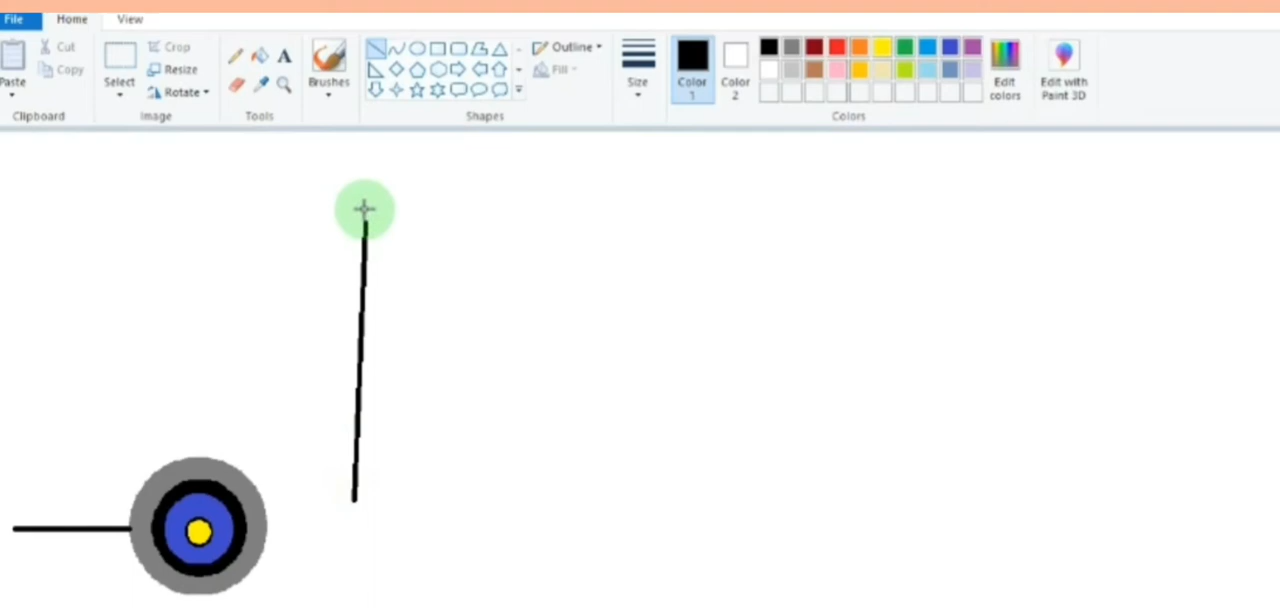 File Home View
Cut
Crop
Outline
Paste
Copy
Select
Resize
A
Brushes
Fill
Size
Color
1
Color
2
Edit
colors
Edit with
Paint 3D
Rotate
Clipboard
Image
Tools
Shapes
Colors